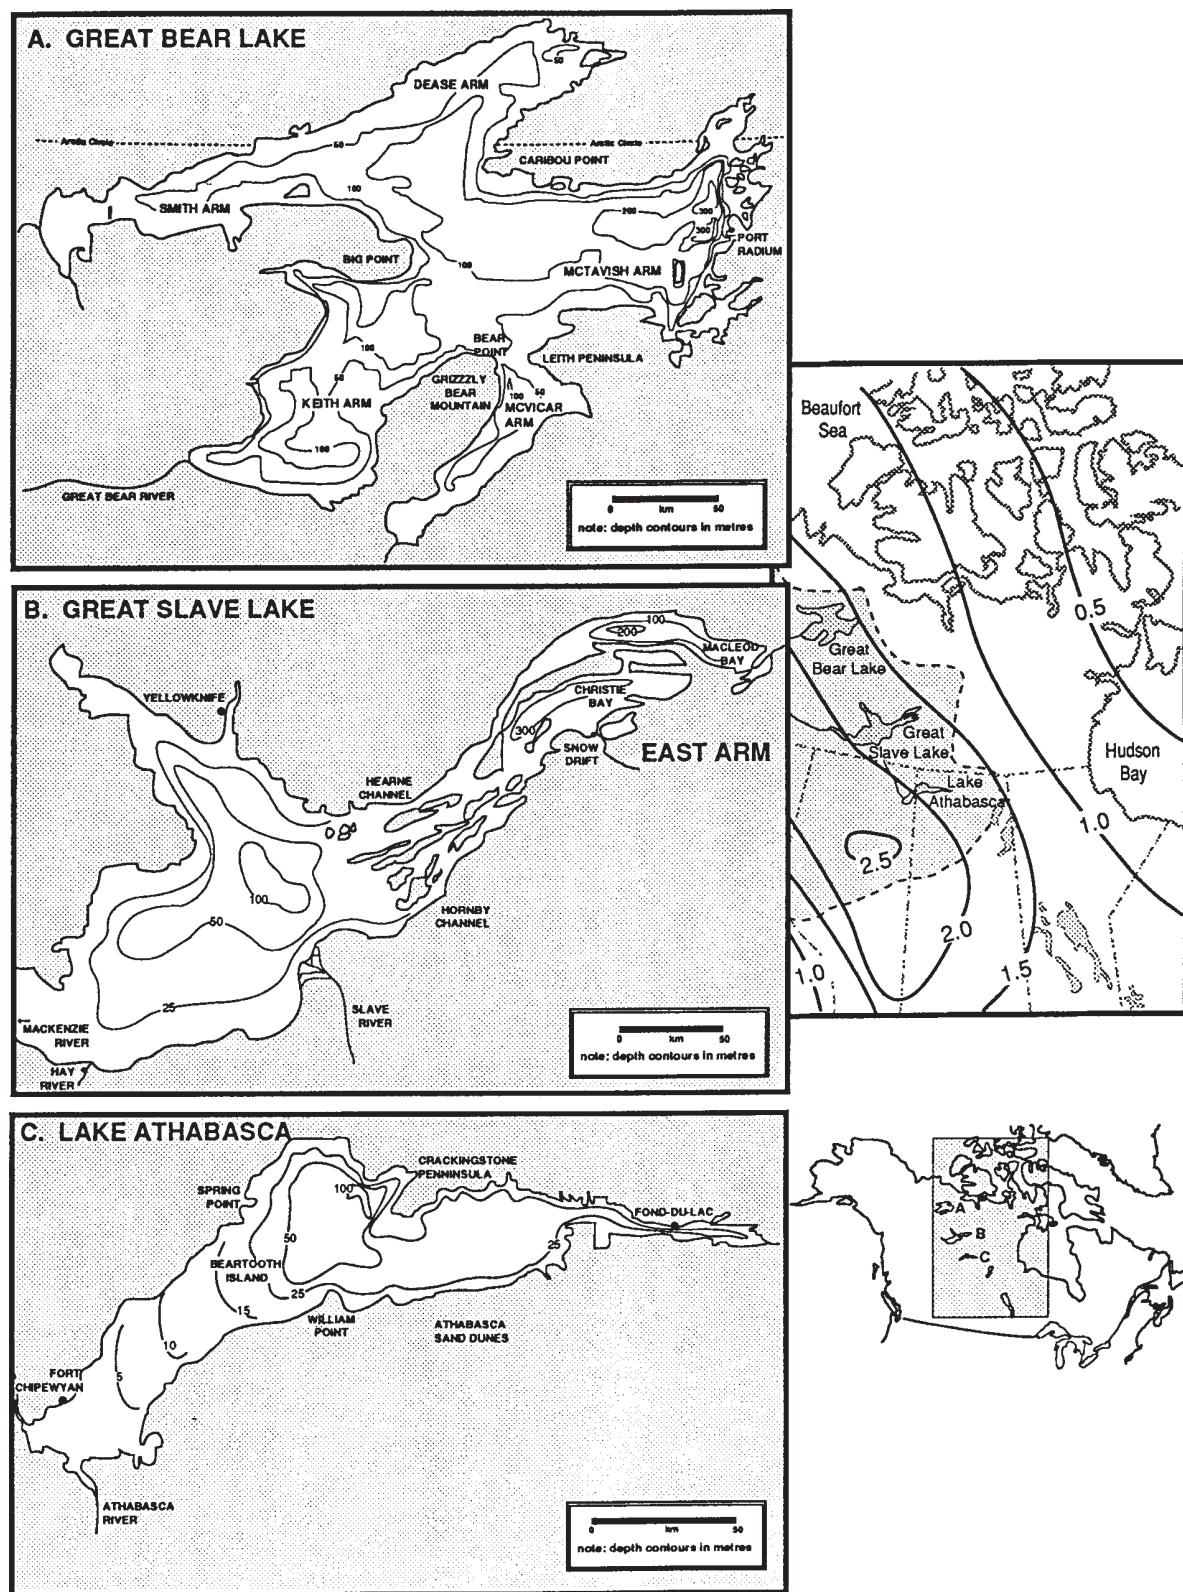 A. GREAT BEAR LAKE
DEASE ARM
50
Arctic Circle
50
Arctic Circle
CARIBOU POINT
100
SMITH ARM
200
300
300
PORT
RADIUM
BIG POINT
100
MCTAVISH ARM
BEAR
POINT
LEITH PENINSULA
100
50
GRIZZZLY
BEAR
MOUNTAIN
50
100
MCVICAR
ARM
KEITH ARM
100
GREAT BEAR RIVER
0 km 50
note: depth contours in metres
B. GREAT SLAVE LAKE
100
200
MACLEOD
BAY
YELLOWKNIFE
CHRISTIE
BAY
300
SNOW
DRIFT
EAST ARM
HEARNE
CHANNEL
100
50
HORNBY
CHANNEL
25
SLAVE
RIVER
MACKENZIE
RIVER
HAY
RIVER
0 km 50
note: depth contours in metres
C. LAKE ATHABASCA
CRACKINGSTONE
PENNINSULA
SPRING
POINT
100
FOND-DU-LAC
50
25
BEARTOOTH
ISLAND
25
15
WILLIAM
POINT
ATHABASCA
SAND DUNES
10
5
FORT
CHIPEWYAN
ATHABASCA
RIVER
0 km 50
note: depth contours in metres
Beaufort
Sea
0.5
Great
Bear Lake
Great
Slave Lake
Hudson
Bay
Lake
Athabasca
1.0
2.5
2.0
1.5
1.0
A
B
C